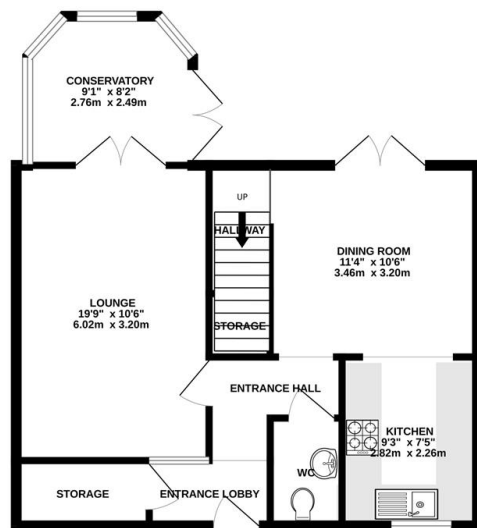 CONSERVATORY
9'1" x 8'2"
2.76m x 2.49m
UP
HALLWAY
DINING ROOM
11'4" x 10'6"
3.46m x 3.20m
LOUNGE
19'9" x 10'6"
6.02m x 3.20m
STORAGE
ENTRANCE HALL
KITCHEN
9'3" x 7'5"
2.82m x 2.26m
WC
STORAGE
ENTRANCE LOBBY